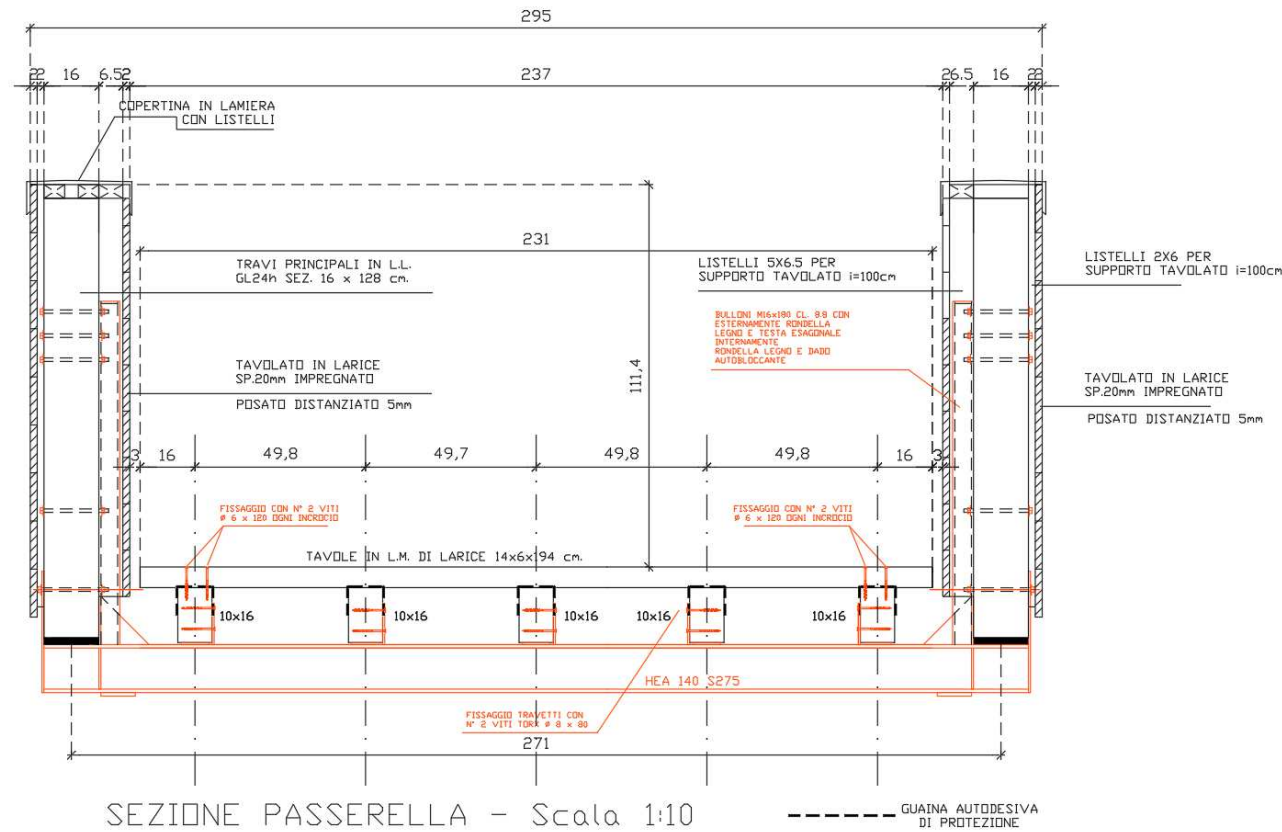 295
2 2 16 6.5 2 237 2 6.5 16 2 2
COPERTINA IN LAMIERA
CON LISTELLI
231
TRAVI PRINCIPALI IN L.L.
GL24h SEZ. 16 x 128 cm.
LISTELLI 5X6.5 PER
SUPPORTO TAVOLATO i=100cm
LISTELLI 2X6 PER
SUPPORTO TAVOLATO i=100cm
BULLONI M16x180 CL. 8.8 CON
ESTERNAMENTE RONDELLA
LEGNO E TESTA ESAGONALE
INTERNAMENTE
RONDELLA LEGNO E DADO
AUTOBLOCCANTE
111,4
TAVOLATO IN LARICE
SP.20mm IMPREGNATO
POSATO DISTANZIATO 5mm
TAVOLATO IN LARICE
SP.20mm IMPREGNATO
POSATO DISTANZIATO 5mm
3 16 49,8 49,7 49,8 49,8 16 3
FISSAGGIO CON N° 2 VITI
ø 6 x 120 OGNI INCROCIO
FISSAGGIO CON N° 2 VITI
ø 6 x 120 OGNI INCROCIO
TAVOLE IN L.M. DI LARICE 14x6x194 cm.
10x16 10x16 10x16 10x16 10x16
HEA 140 S275
FISSAGGIO TRAVETTI CON
N° 2 VITI TORX ø 8 x 80
271
SEZIONE PASSERELLA - Scala 1:10
GUAINA AUTODESIVA
DI PROTEZIONE